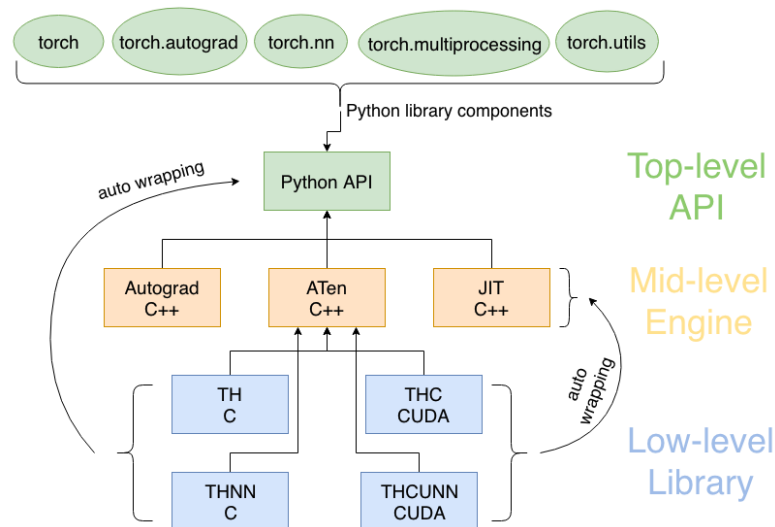 torch
torch.autograd
torch.nn
torch.multiprocessing
torch.utils
Python library components
auto wrapping
Python API
Top-level
API
Autograd
C++
ATen
C++
JIT
C++
Mid-level
Engine
auto
wrapping
TH
C
THC
CUDA
Low-level
Library
THNN
C
THCUNN
CUDA